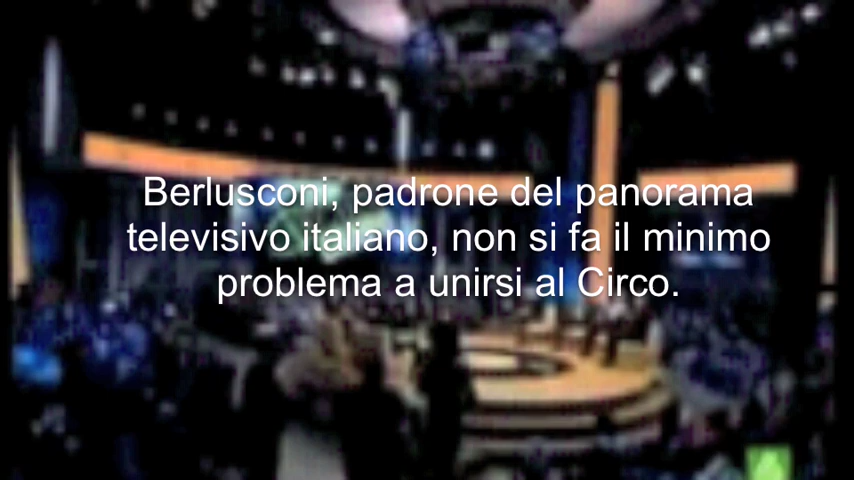 Berlusconi, padrone del panorama
televisivo italiano, non si fa il minimo
problema a unirsi al Circo.